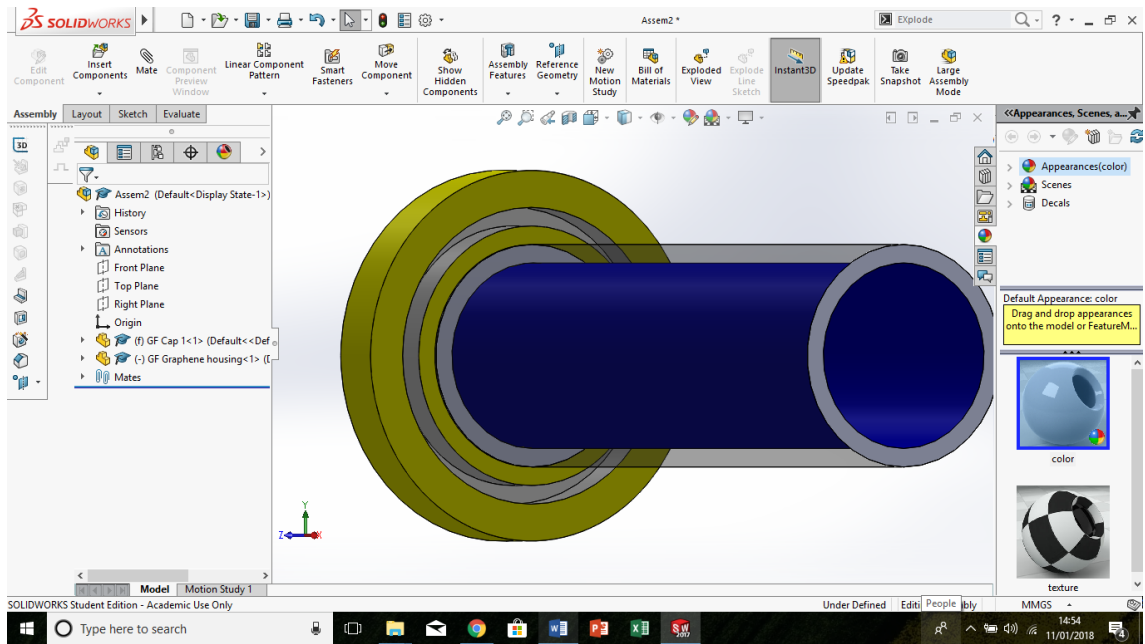 SOLIDWORKS
Assem2 *
EXplode
Edit Component
Insert Components
Mate
Component Preview Window
Linear Component Pattern
Smart Fasteners
Move Component
Show Hidden Components
Assembly Features
Reference Geometry
New Motion Study
Bill of Materials
Exploded View
Explode Line Sketch
Instant3D
Update Speedpak
Take Snapshot
Large Assembly Mode
Assembly Layout Sketch Evaluate
<<Appearances, Scenes, a...
3D
Assem2 (Default<Display State-1>)
History
Sensors
Annotations
Front Plane
Top Plane
Right Plane
Origin
(f) GF Cap 1<1> (Default<<Def
(-) GF Graphene housing<1> (D
Mates
Appearances(color)
Scenes
Decals
Default Appearance: color
Drag and drop appearances
onto the model or FeatureM...
color
texture
Y
Z
X
Model Motion Study 1
SOLIDWORKS Student Edition - Academic Use Only
Under Defined
People
MMGS
Type here to search
14:54
11/01/2018